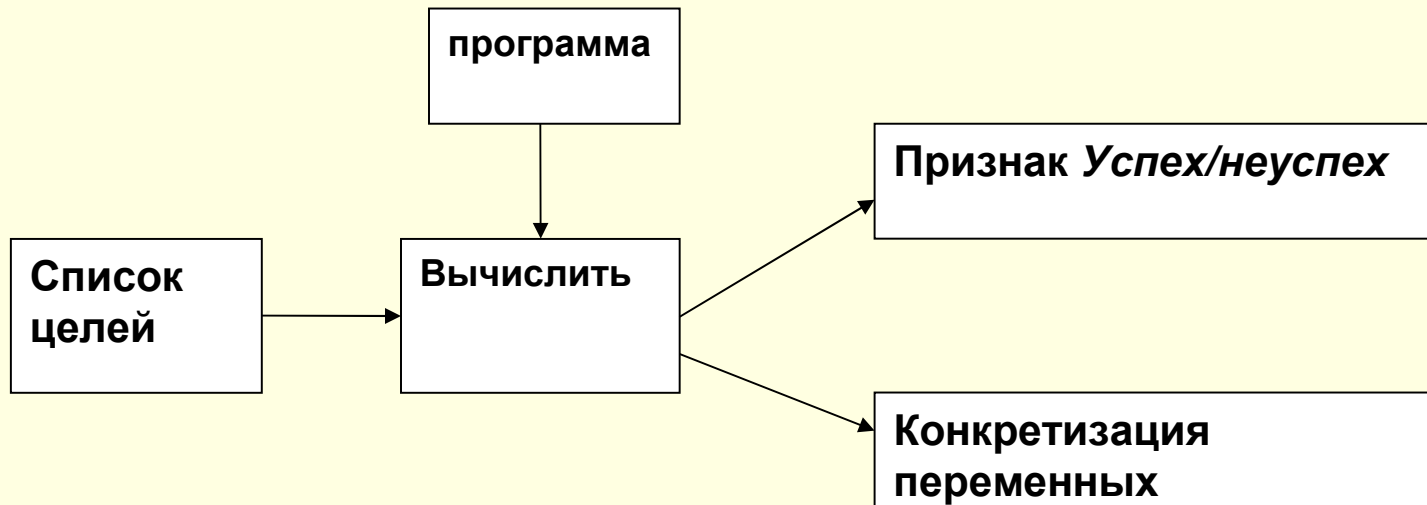 программа
Признак Успех/неуспех
Список
целей
Вычислить
Конкретизация
переменных